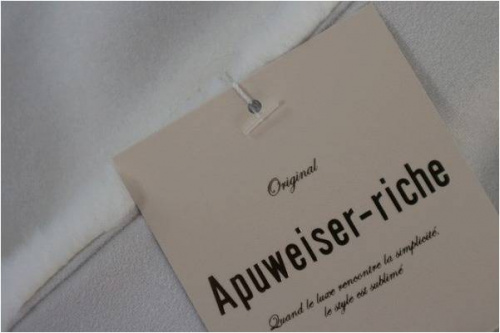 Original
Apuweiser-riche
Quand le luxe rencontre la simplicité.
le style est sublimé